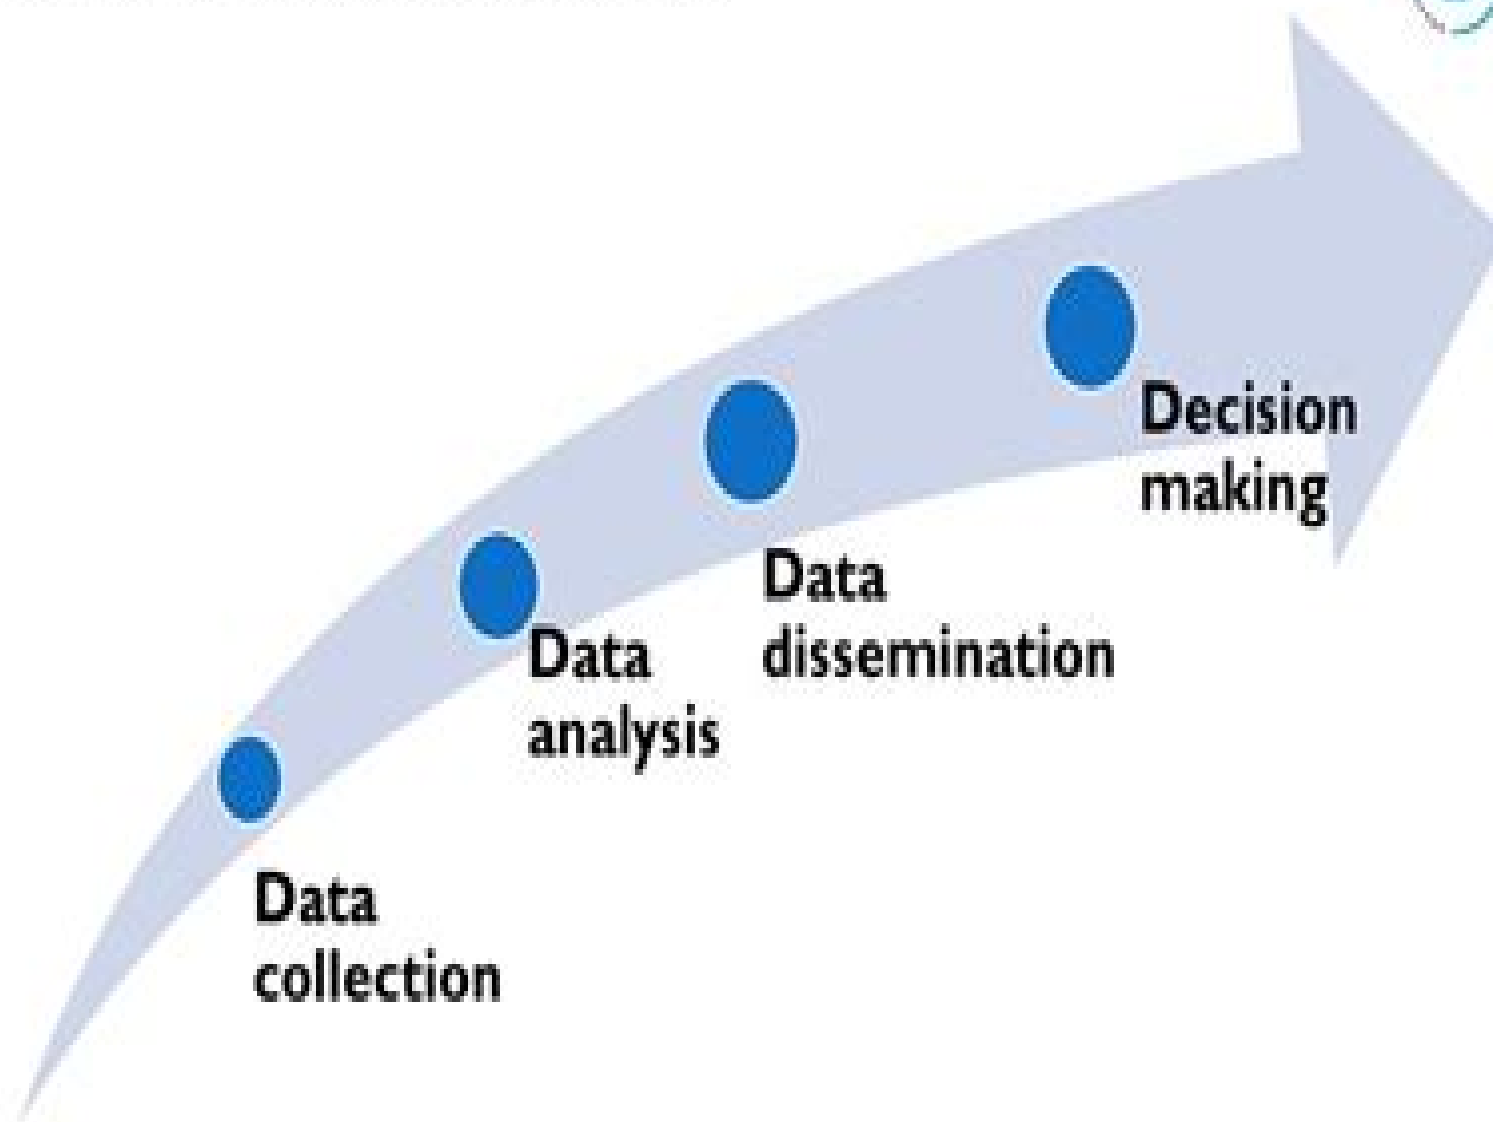 Decision
making
Data
dissemination
Data
analysis
Data
collection